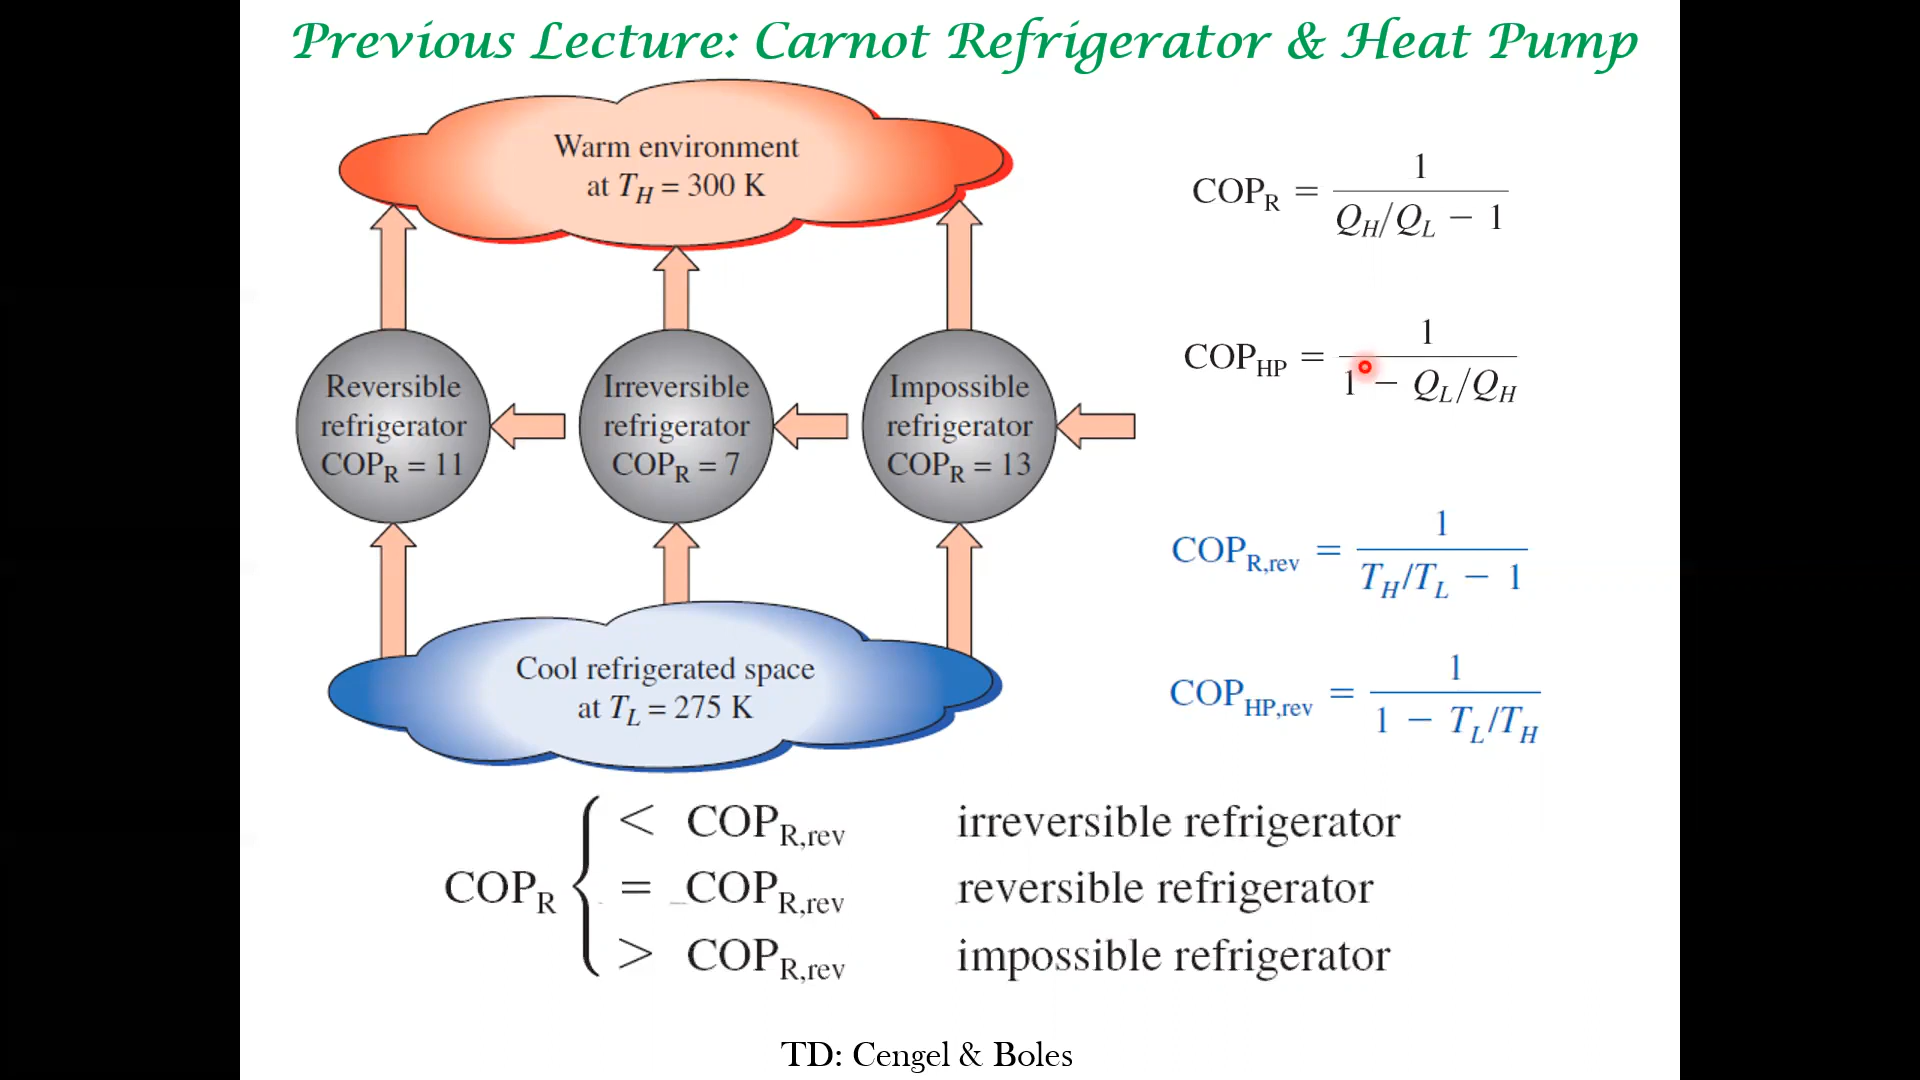 Previous Lecture: Carnot Refrigerator & Heat Pump
Warm environment
at T_H = 300 K
Reversible
refrigerator
COP_R = 11
Irreversible
refrigerator
COP_R = 7
Impossible
refrigerator
COP_R = 13
Cool refrigerated space
at T_L = 275 K
COP_R = 1 / (Q_H/Q_L − 1)
COP_HP = 1 / (1 − Q_L/Q_H)
COP_R,rev = 1 / (T_H/T_L − 1)
COP_HP,rev = 1 / (1 − T_L/T_H)
COP_R {
< COP_R,rev irreversible refrigerator
= COP_R,rev reversible refrigerator
> COP_R,rev impossible refrigerator
TD: Cengel & Boles